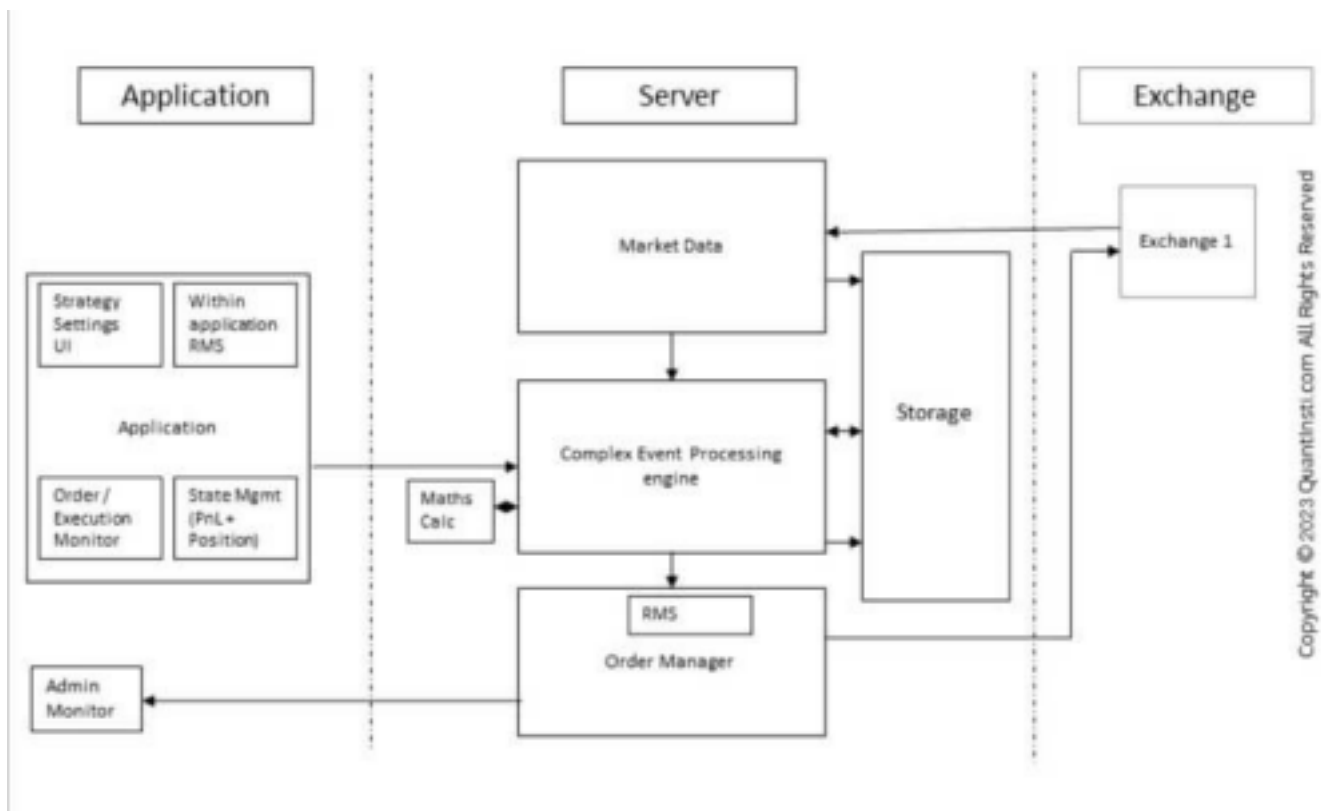 Application
Server
Exchange
Market Data
Exchange 1
Strategy
Settings
UI
Within
application
RMS
Application
Order /
Execution
Monitor
State Mgmt
(PnL+
Position)
Maths
Calc
Complex Event Processing
engine
Storage
RMS
Order Manager
Admin
Monitor
Copyright © 2023 QuantInsti.com All Rights Reserved